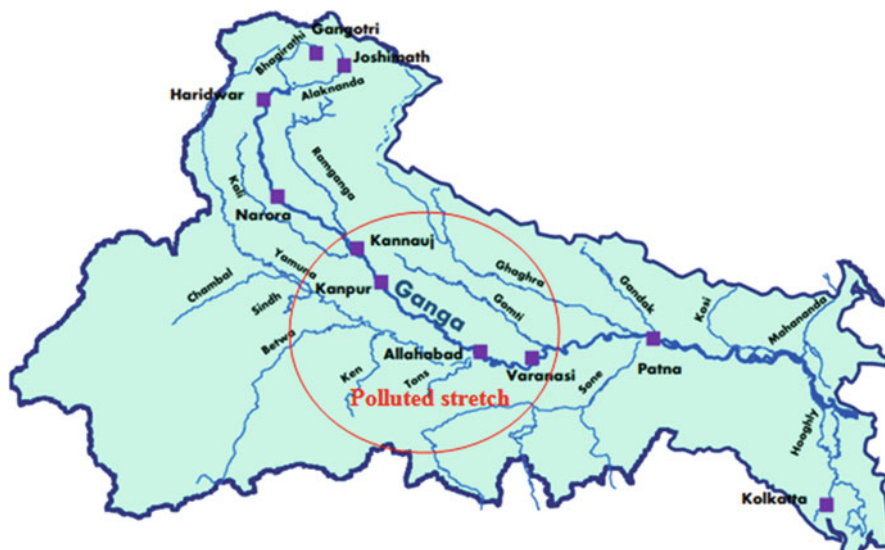 Gangotri
Bhagirathi
Joshimath
Alaknanda
Haridwar
Ramganga
Kali
Narora
Kannauj
Yamuna
Ghaghra
Gandak
Chambal
Sindh
Kanpur
Ganga
Gomti
Kosi
Mahananda
Betwa
Allahabad
Ken
Tons
Varanasi
Sone
Patna
Polluted stretch
Hooghly
Kolkatta